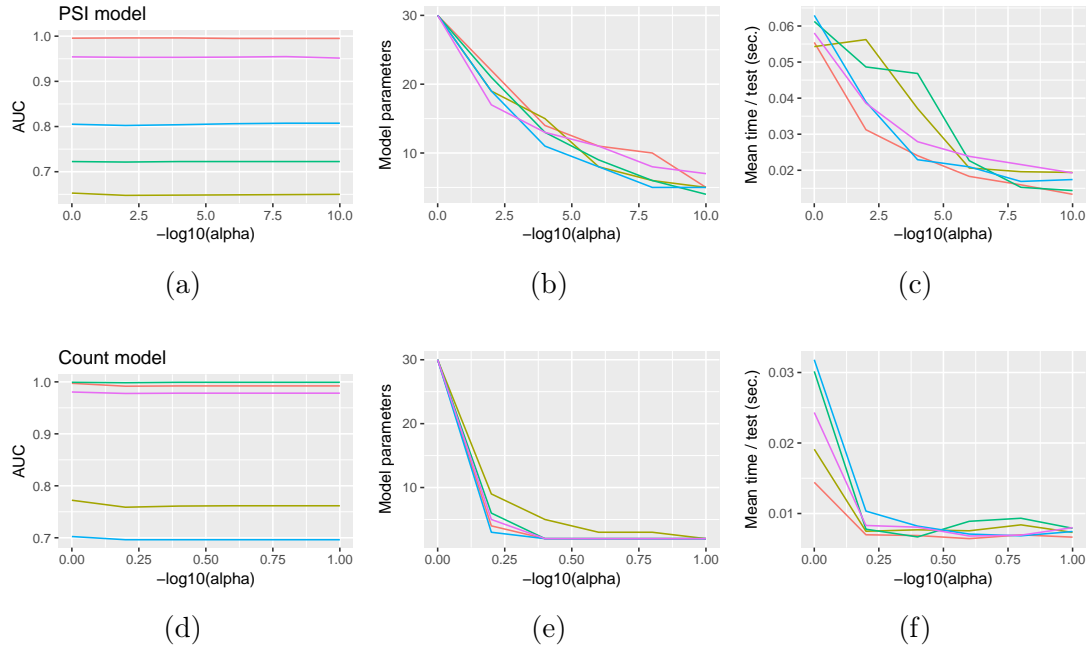 PSI model
1.0
0.9
0.8
0.7
AUC
0.0 2.5 5.0 7.5 10.0
−log10(alpha)
(a)
30
20
10
Model parameters
0.0 2.5 5.0 7.5 10.0
−log10(alpha)
(b)
0.06
0.05
0.04
0.03
0.02
Mean time / test (sec.)
0.0 2.5 5.0 7.5 10.0
−log10(alpha)
(c)
Count model
1.0
0.9
0.8
0.7
AUC
0.00 0.25 0.50 0.75 1.00
−log10(alpha)
(d)
30
20
10
Model parameters
0.00 0.25 0.50 0.75 1.00
−log10(alpha)
(e)
0.03
0.02
0.01
Mean time / test (sec.)
0.00 0.25 0.50 0.75 1.00
−log10(alpha)
(f)